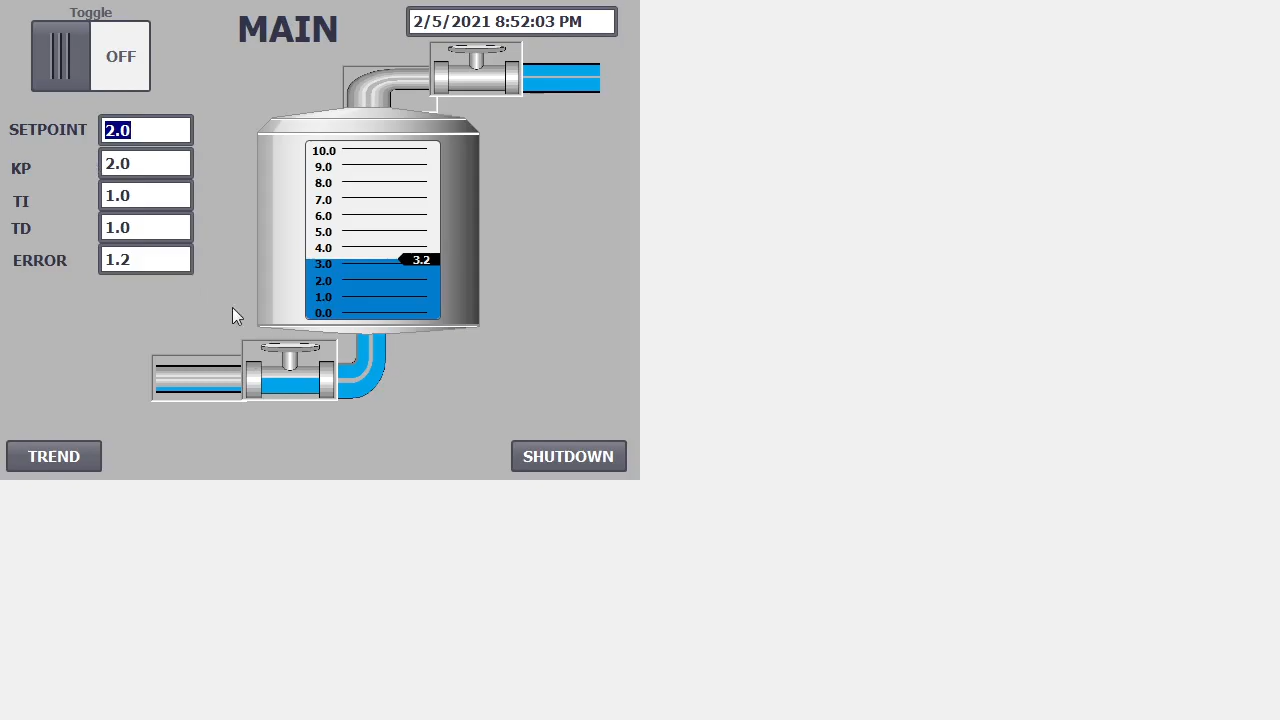 Toggle
OFF
MAIN
2/5/2021 8:52:03 PM
SETPOINT 2.0
KP 2.0
TI 1.0
TD 1.0
ERROR 1.2
10.0
9.0
8.0
7.0
6.0
5.0
4.0
3.2
3.0
2.0
1.0
0.0
TREND
SHUTDOWN